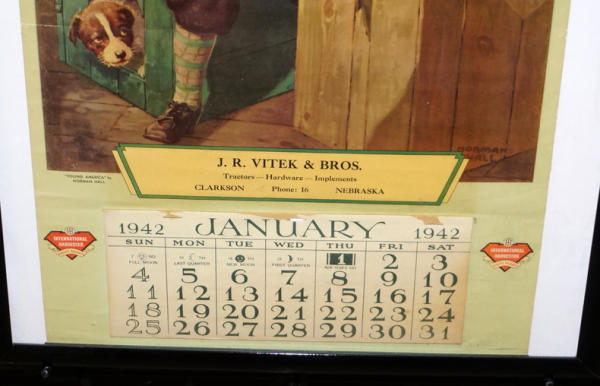 NORMAN
HALL
"YOUNG AMERICA" by
NORMAN HALL
J. R. VITEK & BROS.
Tractors — Hardware — Implements
CLARKSON Phone: 16 NEBRASKA
1942 JANUARY 1942
SUN MON TUE WED THU FRI SAT
FULL MOON LAST QUARTER NEW MOON FIRST QUARTER 1 2 3
NEW YEAR'S DAY
4 5 6 7 8 9 10
11 12 13 14 15 16 17
18 19 20 21 22 23 24
25 26 27 28 29 30 31
INTERNATIONAL
HARVESTER
INTERNATIONAL
HARVESTER